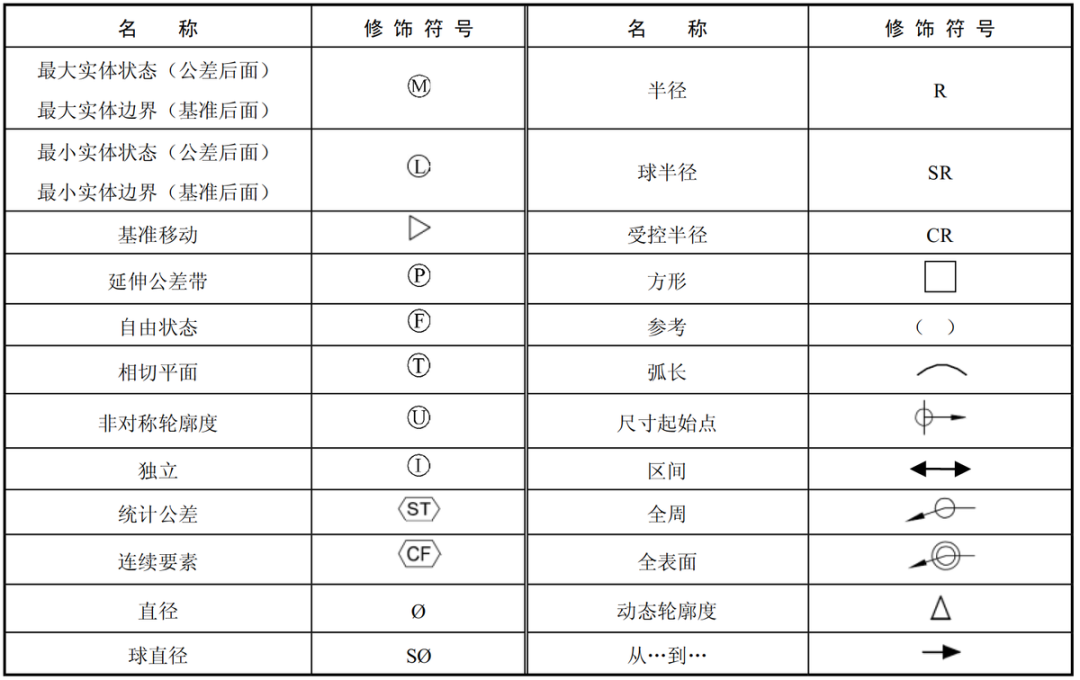 名 称 修 饰 符 号 名 称 修 饰 符 号
最大实体状态（公差后面）
最大实体边界（基准后面） Ⓜ 半径 R
最小实体状态（公差后面）
最小实体边界（基准后面） Ⓛ 球半径 SR
基准移动 ▷ 受控半径 CR
延伸公差带 Ⓟ 方形 □
自由状态 Ⓕ 参考 （ ）
相切平面 Ⓣ 弧长
非对称轮廓度 Ⓤ 尺寸起始点
独立 Ⓘ 区间
统计公差 ST 全周
连续要素 CF 全表面
直径 Ø 动态轮廓度 △
球直径 SØ 从…到…